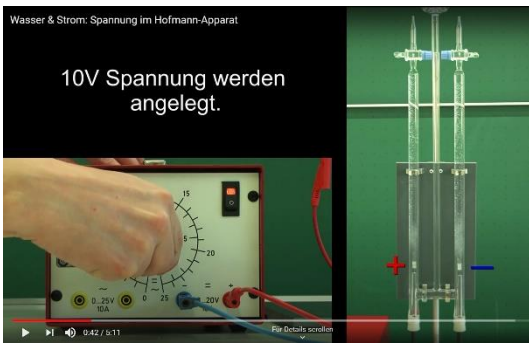 Wasser & Strom: Spannung im Hofmann-Apparat
10V Spannung werden
angelegt.
15
5
20
0 25
~ = - = +
0...25V
10A
20V
+
−
Für Details scrollen
0:42 / 5:11